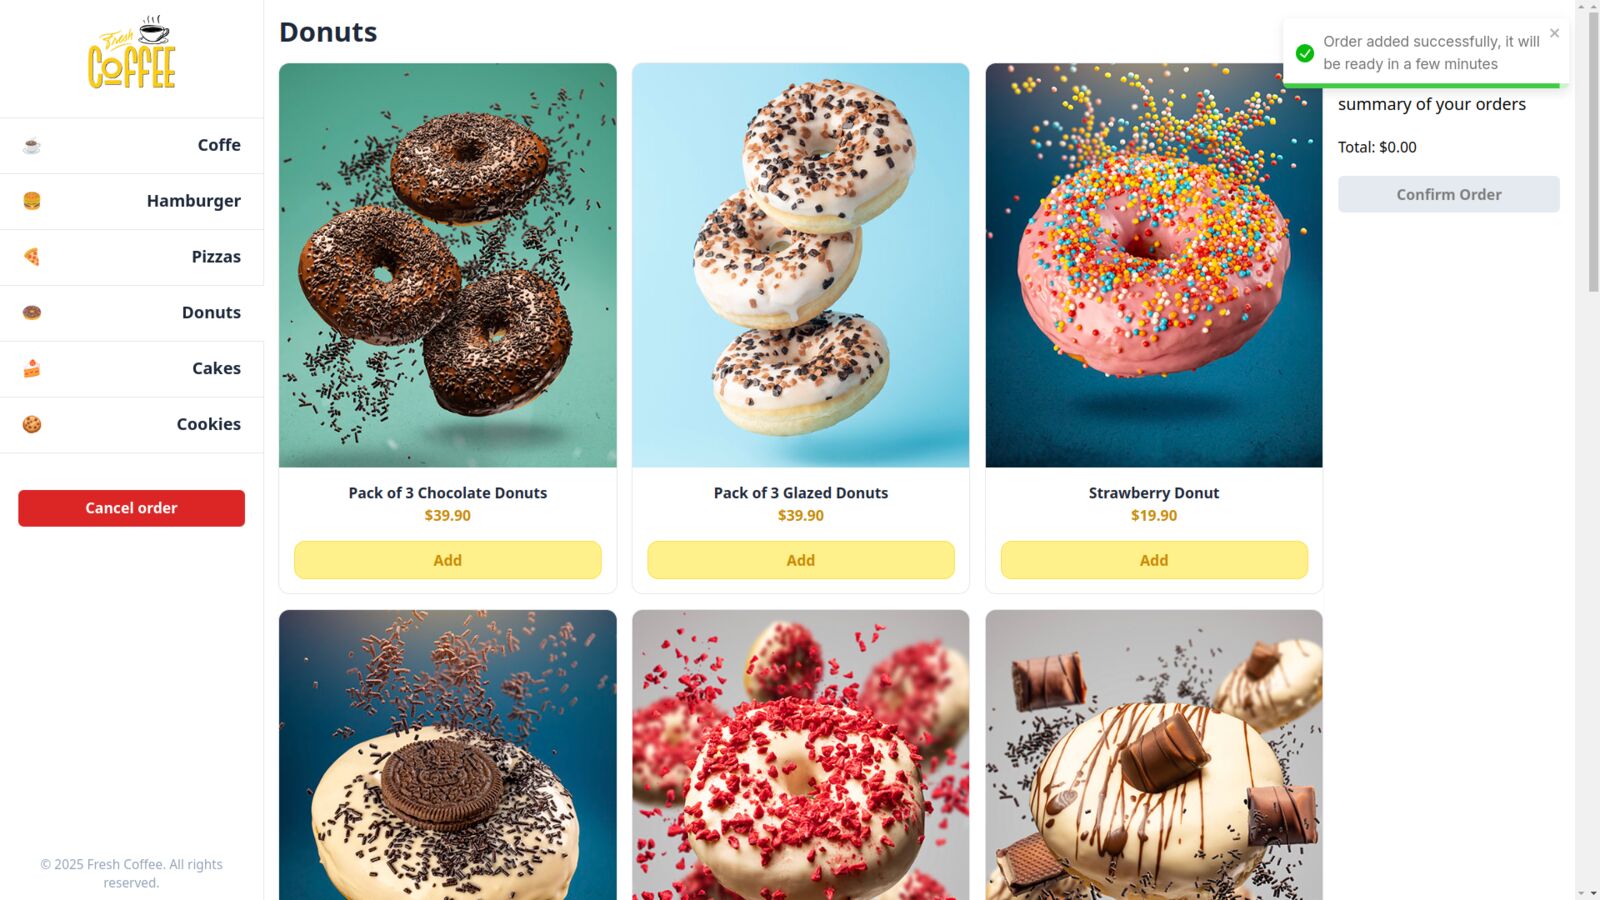 Fresh
COFFEE
Coffe
Hamburger
Pizzas
Donuts
Cakes
Cookies
Cancel order
© 2025 Fresh Coffee. All rights
reserved.
Donuts
Pack of 3 Chocolate Donuts
$39.90
Add
Pack of 3 Glazed Donuts
$39.90
Add
Strawberry Donut
$19.90
Add
Order added successfully, it will
be ready in a few minutes
summary of your orders
Total: $0.00
Confirm Order